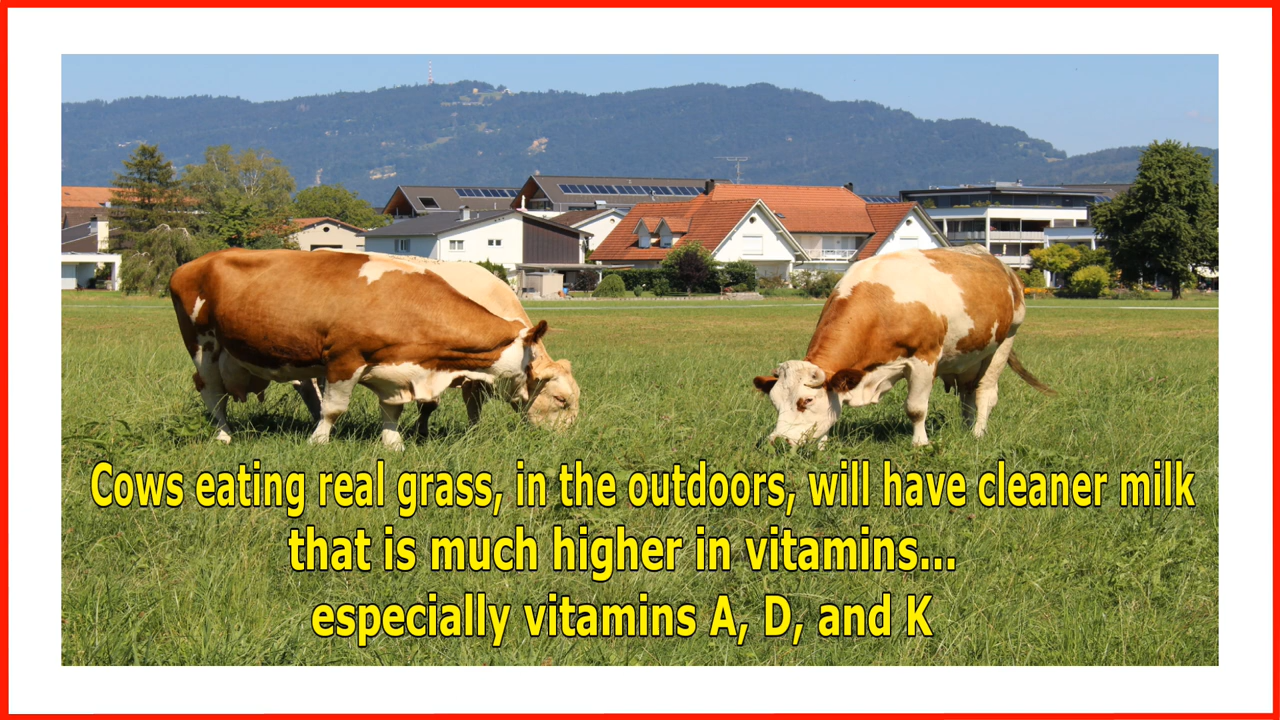 Cows eating real grass, in the outdoors, will have cleaner milk
that is much higher in vitamins...
especially vitamins A, D, and K